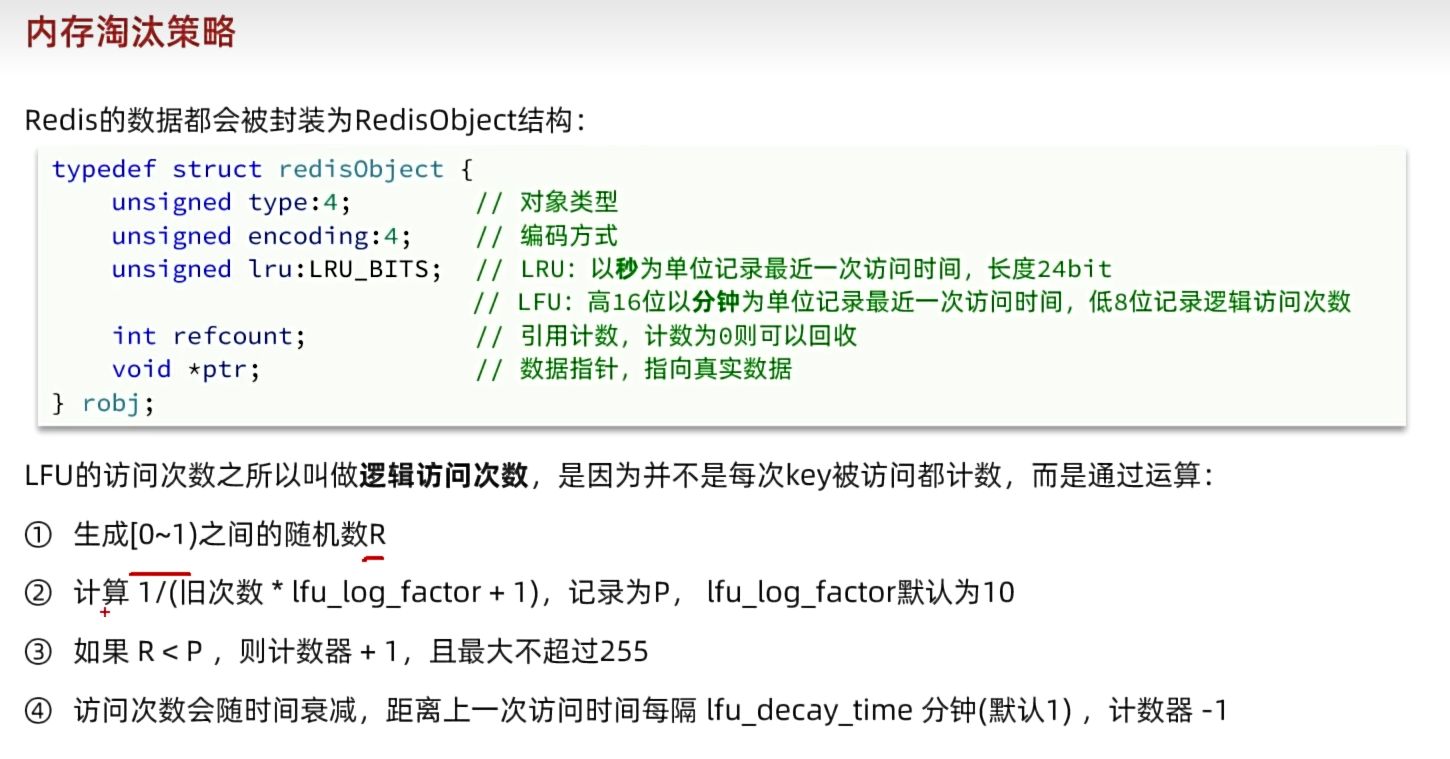 内存淘汰策略
Redis的数据都会被封装为RedisObject结构：
typedef struct redisObject {
    unsigned type:4;        // 对象类型
    unsigned encoding:4;    // 编码方式
    unsigned lru:LRU_BITS;  // LRU：以秒为单位记录最近一次访问时间，长度24bit
                            // LFU：高16位以分钟为单位记录最近一次访问时间，低8位记录逻辑访问次数
    int refcount;           // 引用计数，计数为0则可以回收
    void *ptr;              // 数据指针，指向真实数据
} robj;
LFU的访问次数之所以叫做逻辑访问次数，是因为并不是每次key被访问都计数，而是通过运算：
① 生成[0~1)之间的随机数R
② 计算 1/(旧次数 * lfu_log_factor + 1)，记录为P， lfu_log_factor默认为10
③ 如果 R < P ，则计数器 + 1，且最大不超过255
④ 访问次数会随时间衰减，距离上一次访问时间每隔 lfu_decay_time 分钟(默认1) ，计数器 -1